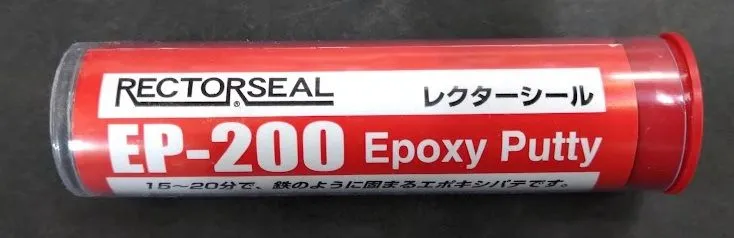 RECTORSEAL® レクターシール
EP-200 Epoxy Putty
15〜20分で、鉄のように固まるエポキシパテです。